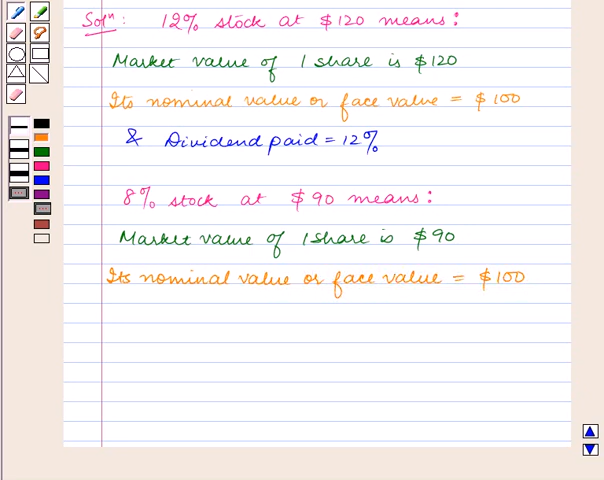 Solⁿ: 12% stock at $120 means:
Market value of 1 share is $120
Its nominal value or face value = $100
& Dividend paid = 12%
8% stock at $90 means:
Market value of 1 share is $90
Its nominal value or face value = $100